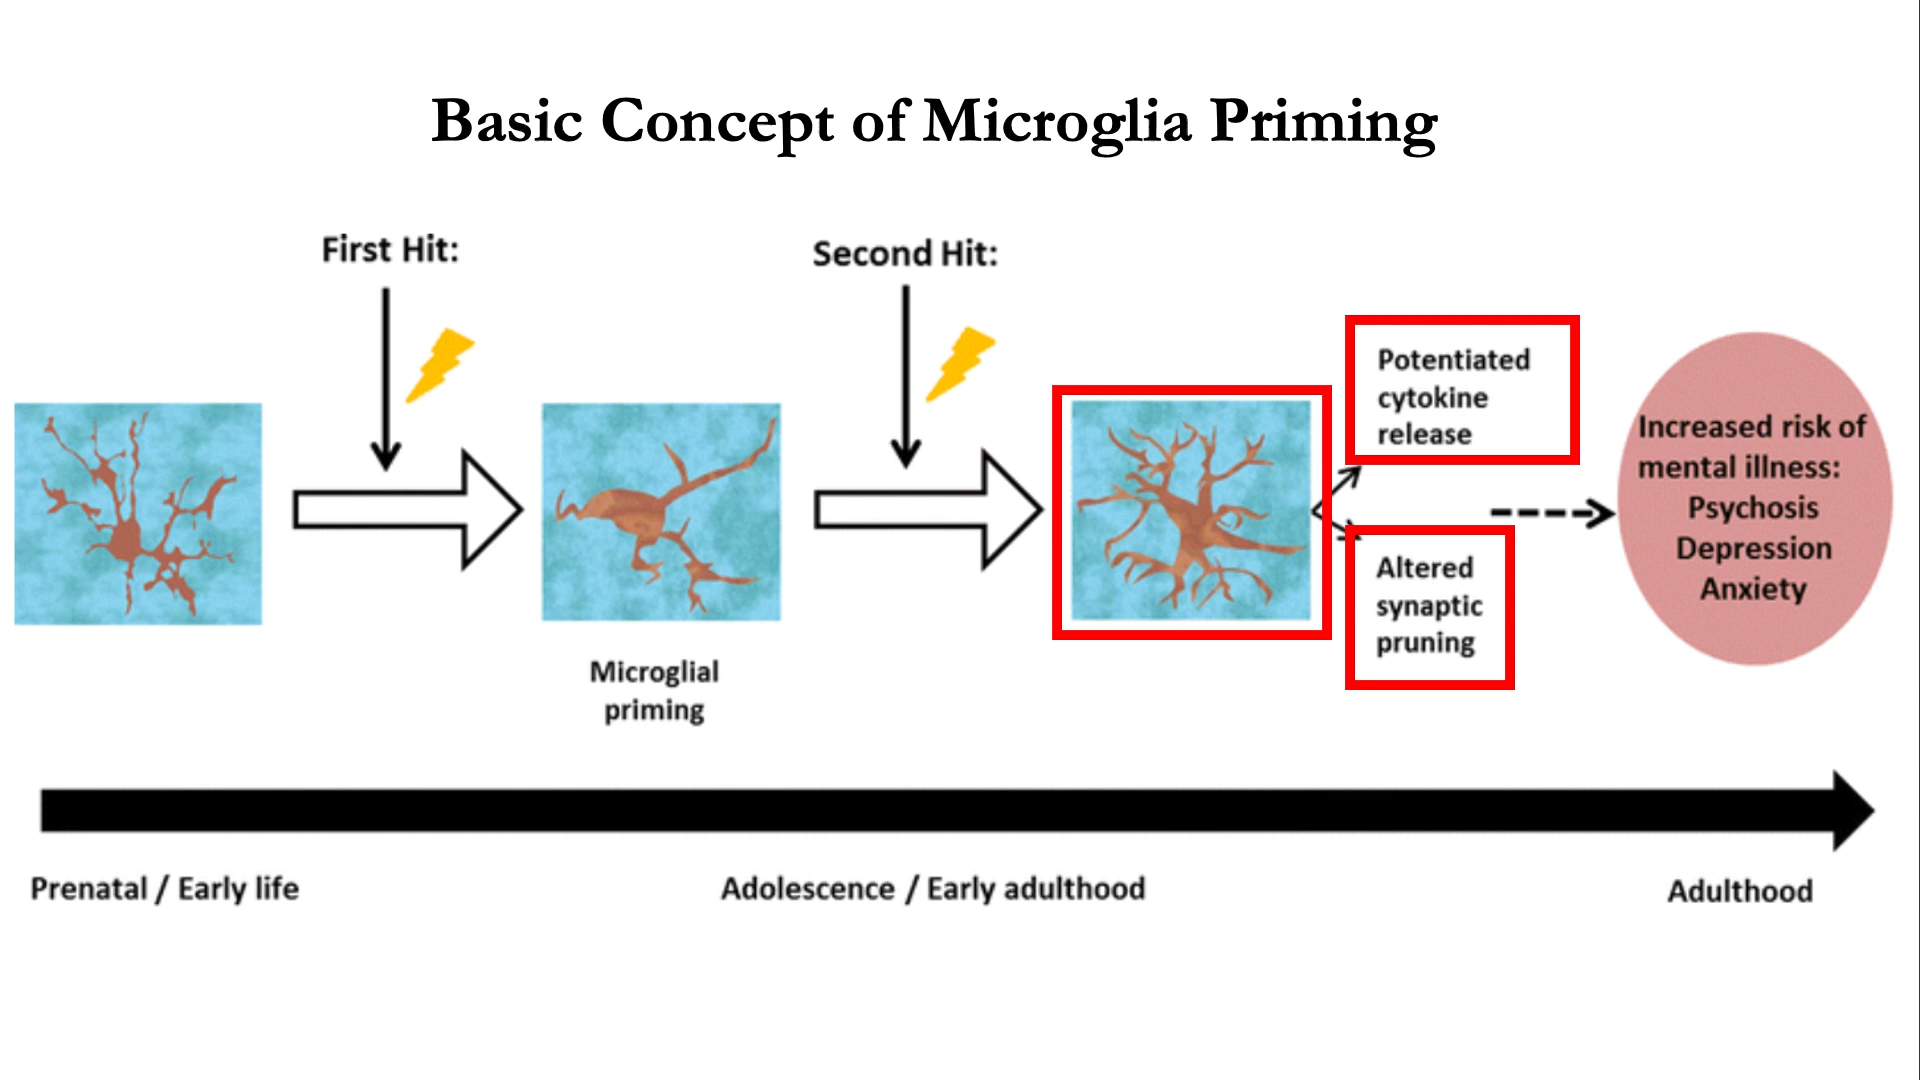 Basic Concept of Microglia Priming
First Hit:
Second Hit:
Potentiated
cytokine
release
Increased risk of
mental illness:
Psychosis
Depression
Anxiety
Altered
synaptic
pruning
Microglial
priming
Prenatal / Early life
Adolescence / Early adulthood
Adulthood